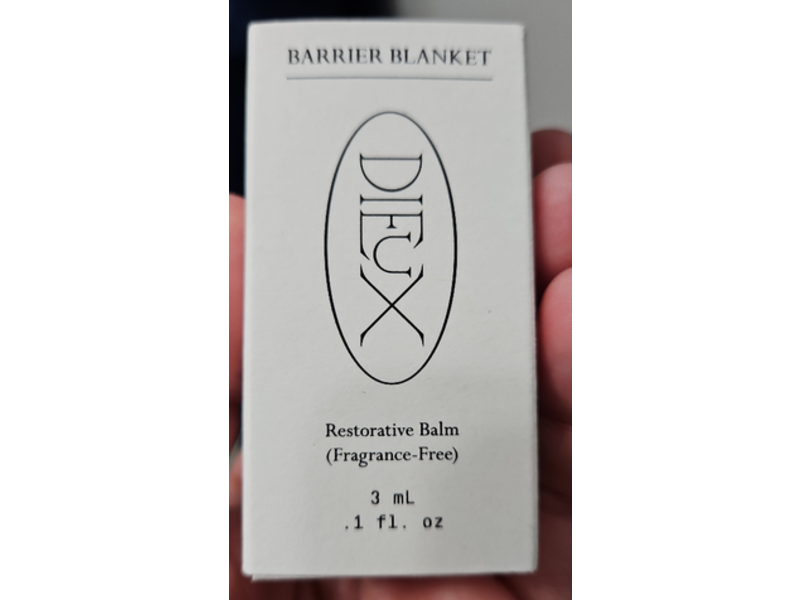 BARRIER BLANKET
DIEUX
Restorative Balm
(Fragrance-Free)
3 mL
.1 fl. oz